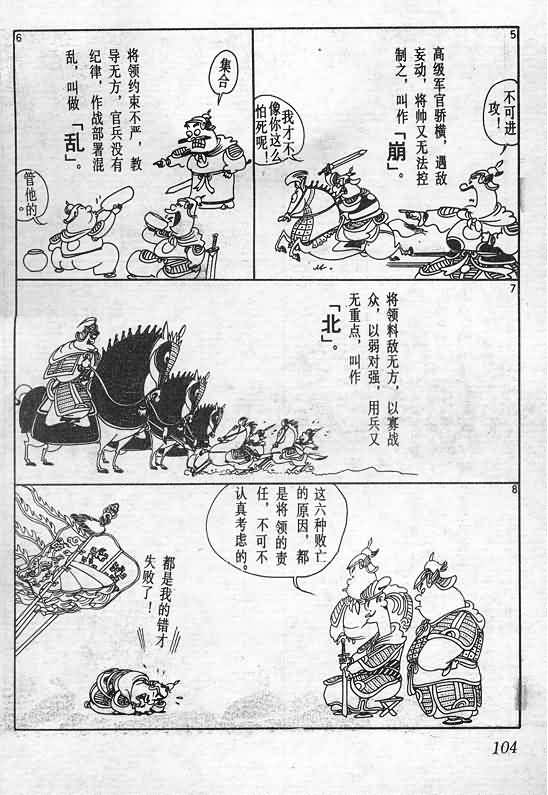 5
高级军官骄横，遇敌
妄动，将帅又无法控
制之，叫作「崩」。
不可进
攻！
我才不
像你这么
怕死呢！
6
将领约束不严，教
导无方，官兵没有
纪律，作战部署混
乱，叫做「乱」。
集合
管他的。
7
将领料敌无方，以寡战
众，以弱对强，用兵又
无重点，叫作
「北」。
8
这六种败亡
的原因，都
是将领的责
任，不可不
认真考虑的。
都是我的错才
失败了！
104